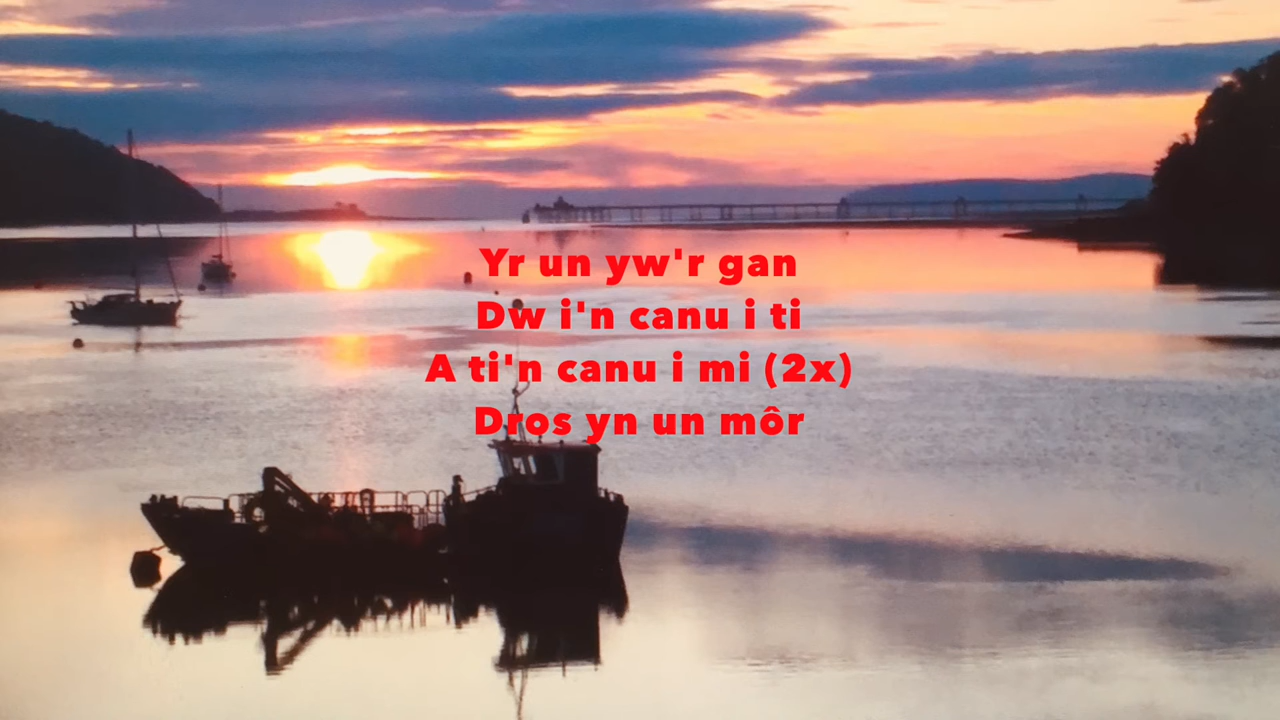 Yr un yw'r gan
Dw i'n canu i ti
A ti'n canu i mi (2x)
Dros yn un môr